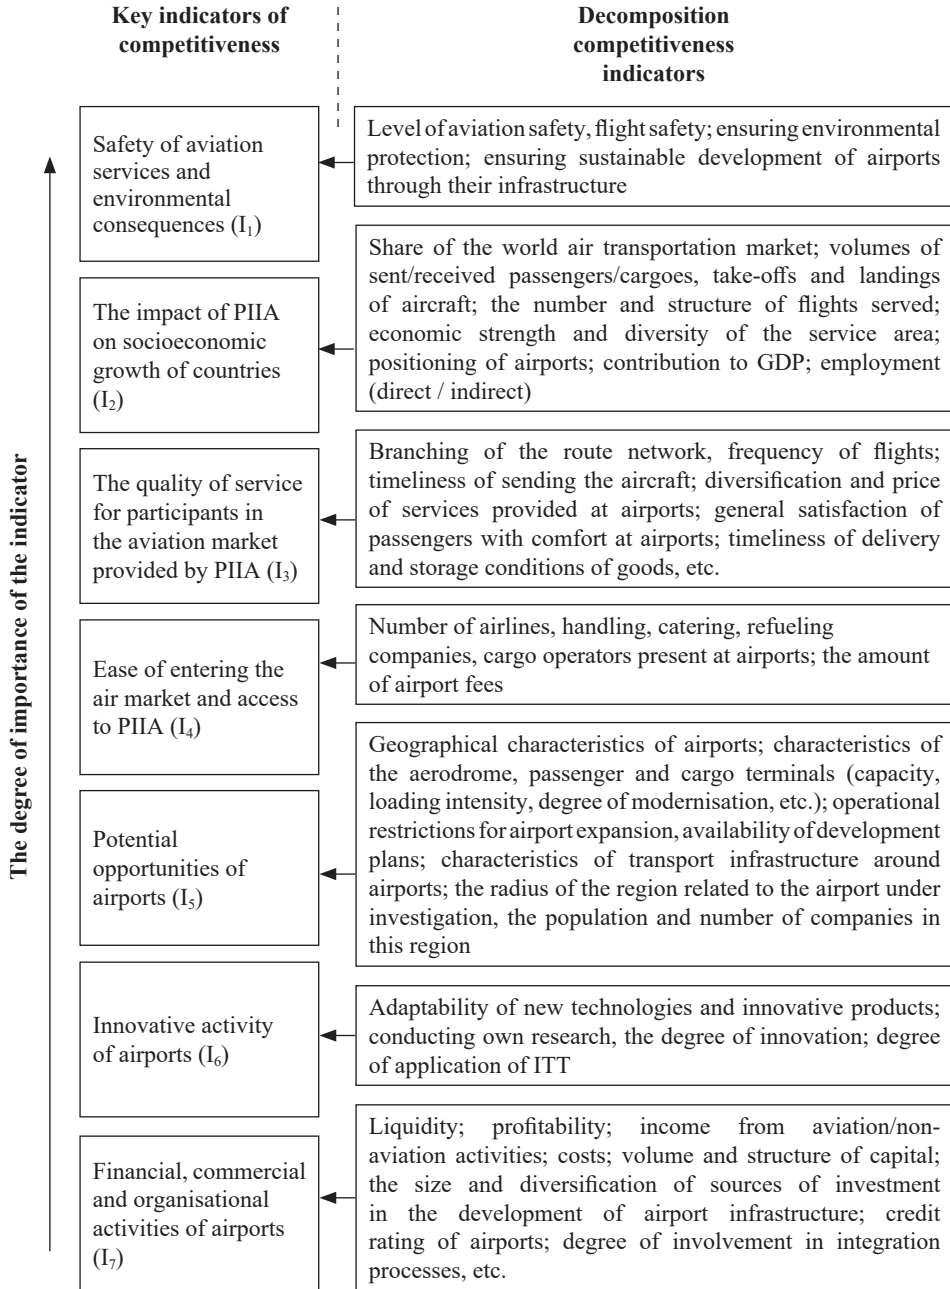 Key indicators of
competitiveness
Decomposition
competitiveness
indicators
The degree of importance of the indicator
Safety of aviation
services and
environmental
consequences (I₁)
Level of aviation safety, flight safety; ensuring environmental
protection; ensuring sustainable development of airports
through their infrastructure
The impact of PIIA
on socioeconomic
growth of countries
(I₂)
Share of the world air transportation market; volumes of
sent/received passengers/cargoes, take-offs and landings
of aircraft; the number and structure of flights served;
economic strength and diversity of the service area;
positioning of airports; contribution to GDP; employment
(direct / indirect)
The quality of service
for participants in
the aviation market
provided by PIIA (I₃)
Branching of the route network, frequency of flights;
timeliness of sending the aircraft; diversification and price
of services provided at airports; general satisfaction of
passengers with comfort at airports; timeliness of delivery
and storage conditions of goods, etc.
Ease of entering the
air market and access
to PIIA (I₄)
Number of airlines, handling, catering, refueling
companies, cargo operators present at airports; the amount
of airport fees
Potential
opportunities of
airports (I₅)
Geographical characteristics of airports; characteristics of
the aerodrome, passenger and cargo terminals (capacity,
loading intensity, degree of modernisation, etc.); operational
restrictions for airport expansion, availability of development
plans; characteristics of transport infrastructure around
airports; the radius of the region related to the airport under
investigation, the population and number of companies in
this region
Innovative activity
of airports (I₆)
Adaptability of new technologies and innovative products;
conducting own research, the degree of innovation; degree
of application of ITT
Financial, commercial
and organisational
activities of airports
(I₇)
Liquidity; profitability; income from aviation/non-
aviation activities; costs; volume and structure of capital;
the size and diversification of sources of investment
in the development of airport infrastructure; credit
rating of airports; degree of involvement in integration
processes, etc.